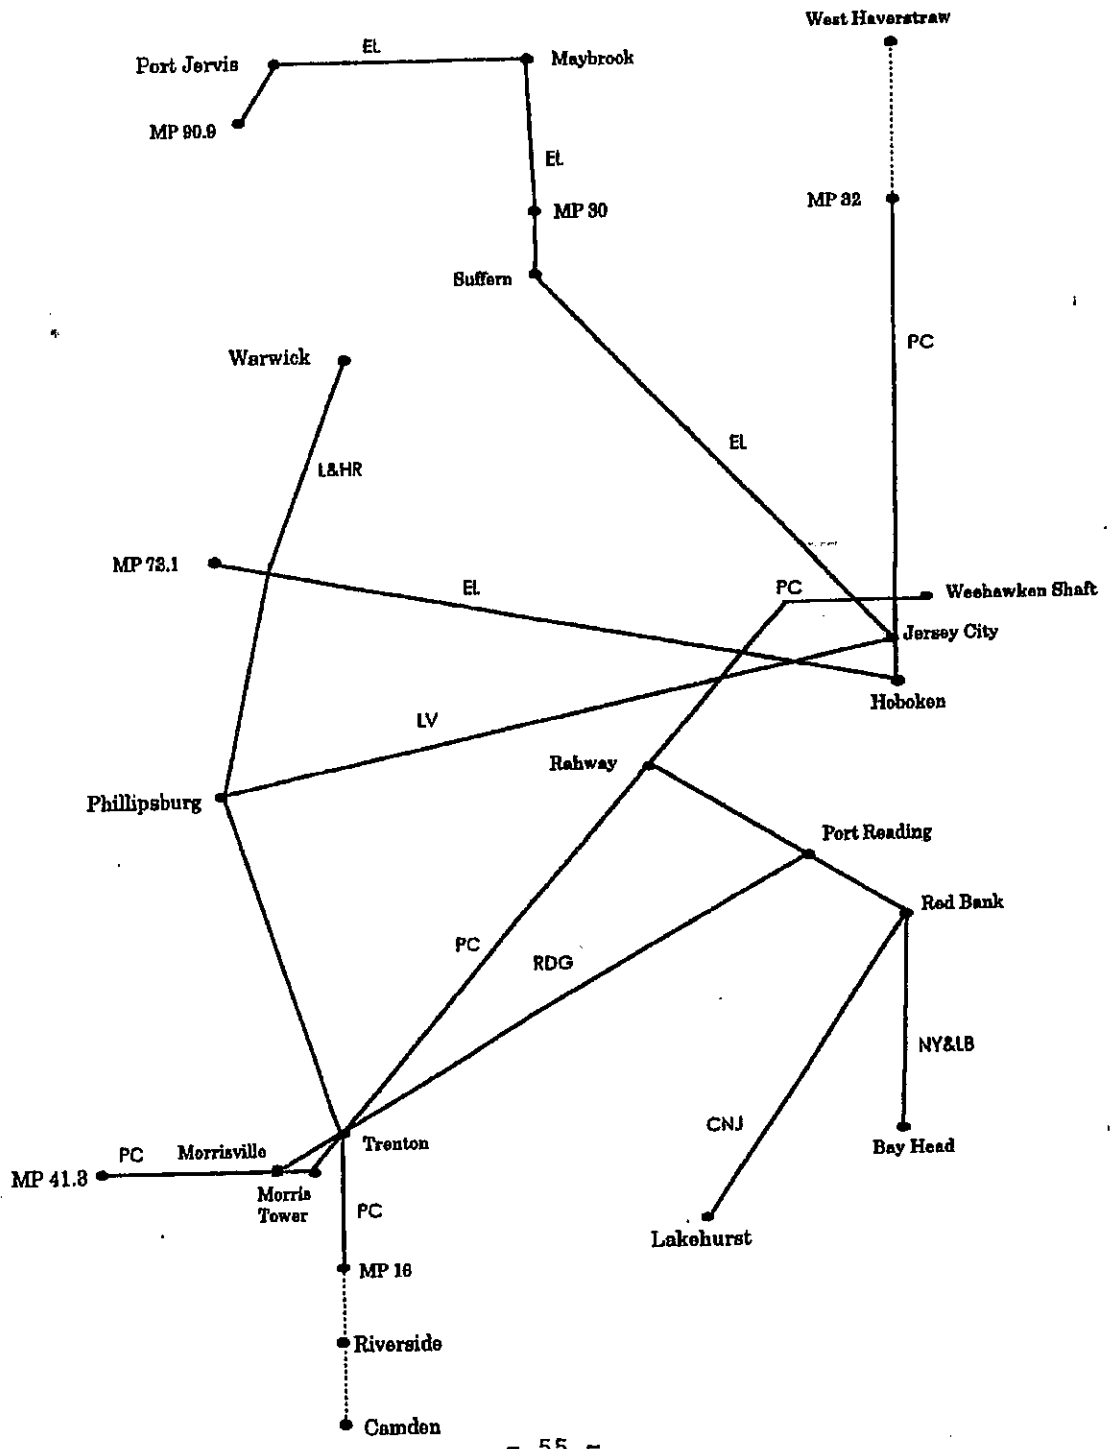 West Haverstraw
EL
Port Jervis
Maybrook
MP 90.9
EL
MP 30
MP 32
Suffern
PC
Warwick
EL
L&HR
MP 73.1
EL
PC
Weehawken Shaft
Jersey City
Hoboken
LV
Rahway
Phillipsburg
Port Reading
Red Bank
PC
RDG
NY&LB
CNJ
Bay Head
Trenton
Morrisville
PC
MP 41.3
Morris
Tower
PC
Lakehurst
MP 16
Riverside
Camden
- 55 -